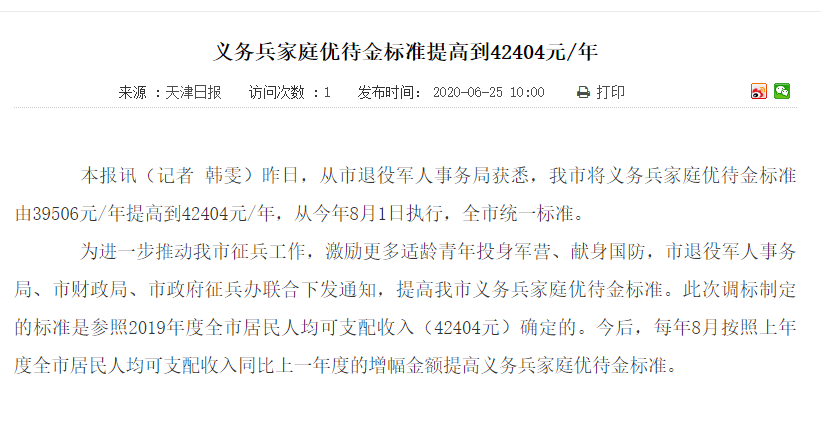 义务兵家庭优待金标准提高到42404元/年
来源 ：天津日报 访问次数 ：1 发布时间： 2020-06-25 10:00 打印
本报讯（记者 韩雯）昨日，从市退役军人事务局获悉，我市将义务兵家庭优待金标准
由39506元/年提高到42404元/年，从今年8月1日执行，全市统一标准。
为进一步推动我市征兵工作，激励更多适龄青年投身军营、献身国防，市退役军人事务
局、市财政局、市政府征兵办联合下发通知，提高我市义务兵家庭优待金标准。此次调标制定
的标准是参照2019年度全市居民人均可支配收入（42404元）确定的。今后，每年8月按照上年
度全市居民人均可支配收入同比上一年度的增幅金额提高义务兵家庭优待金标准。